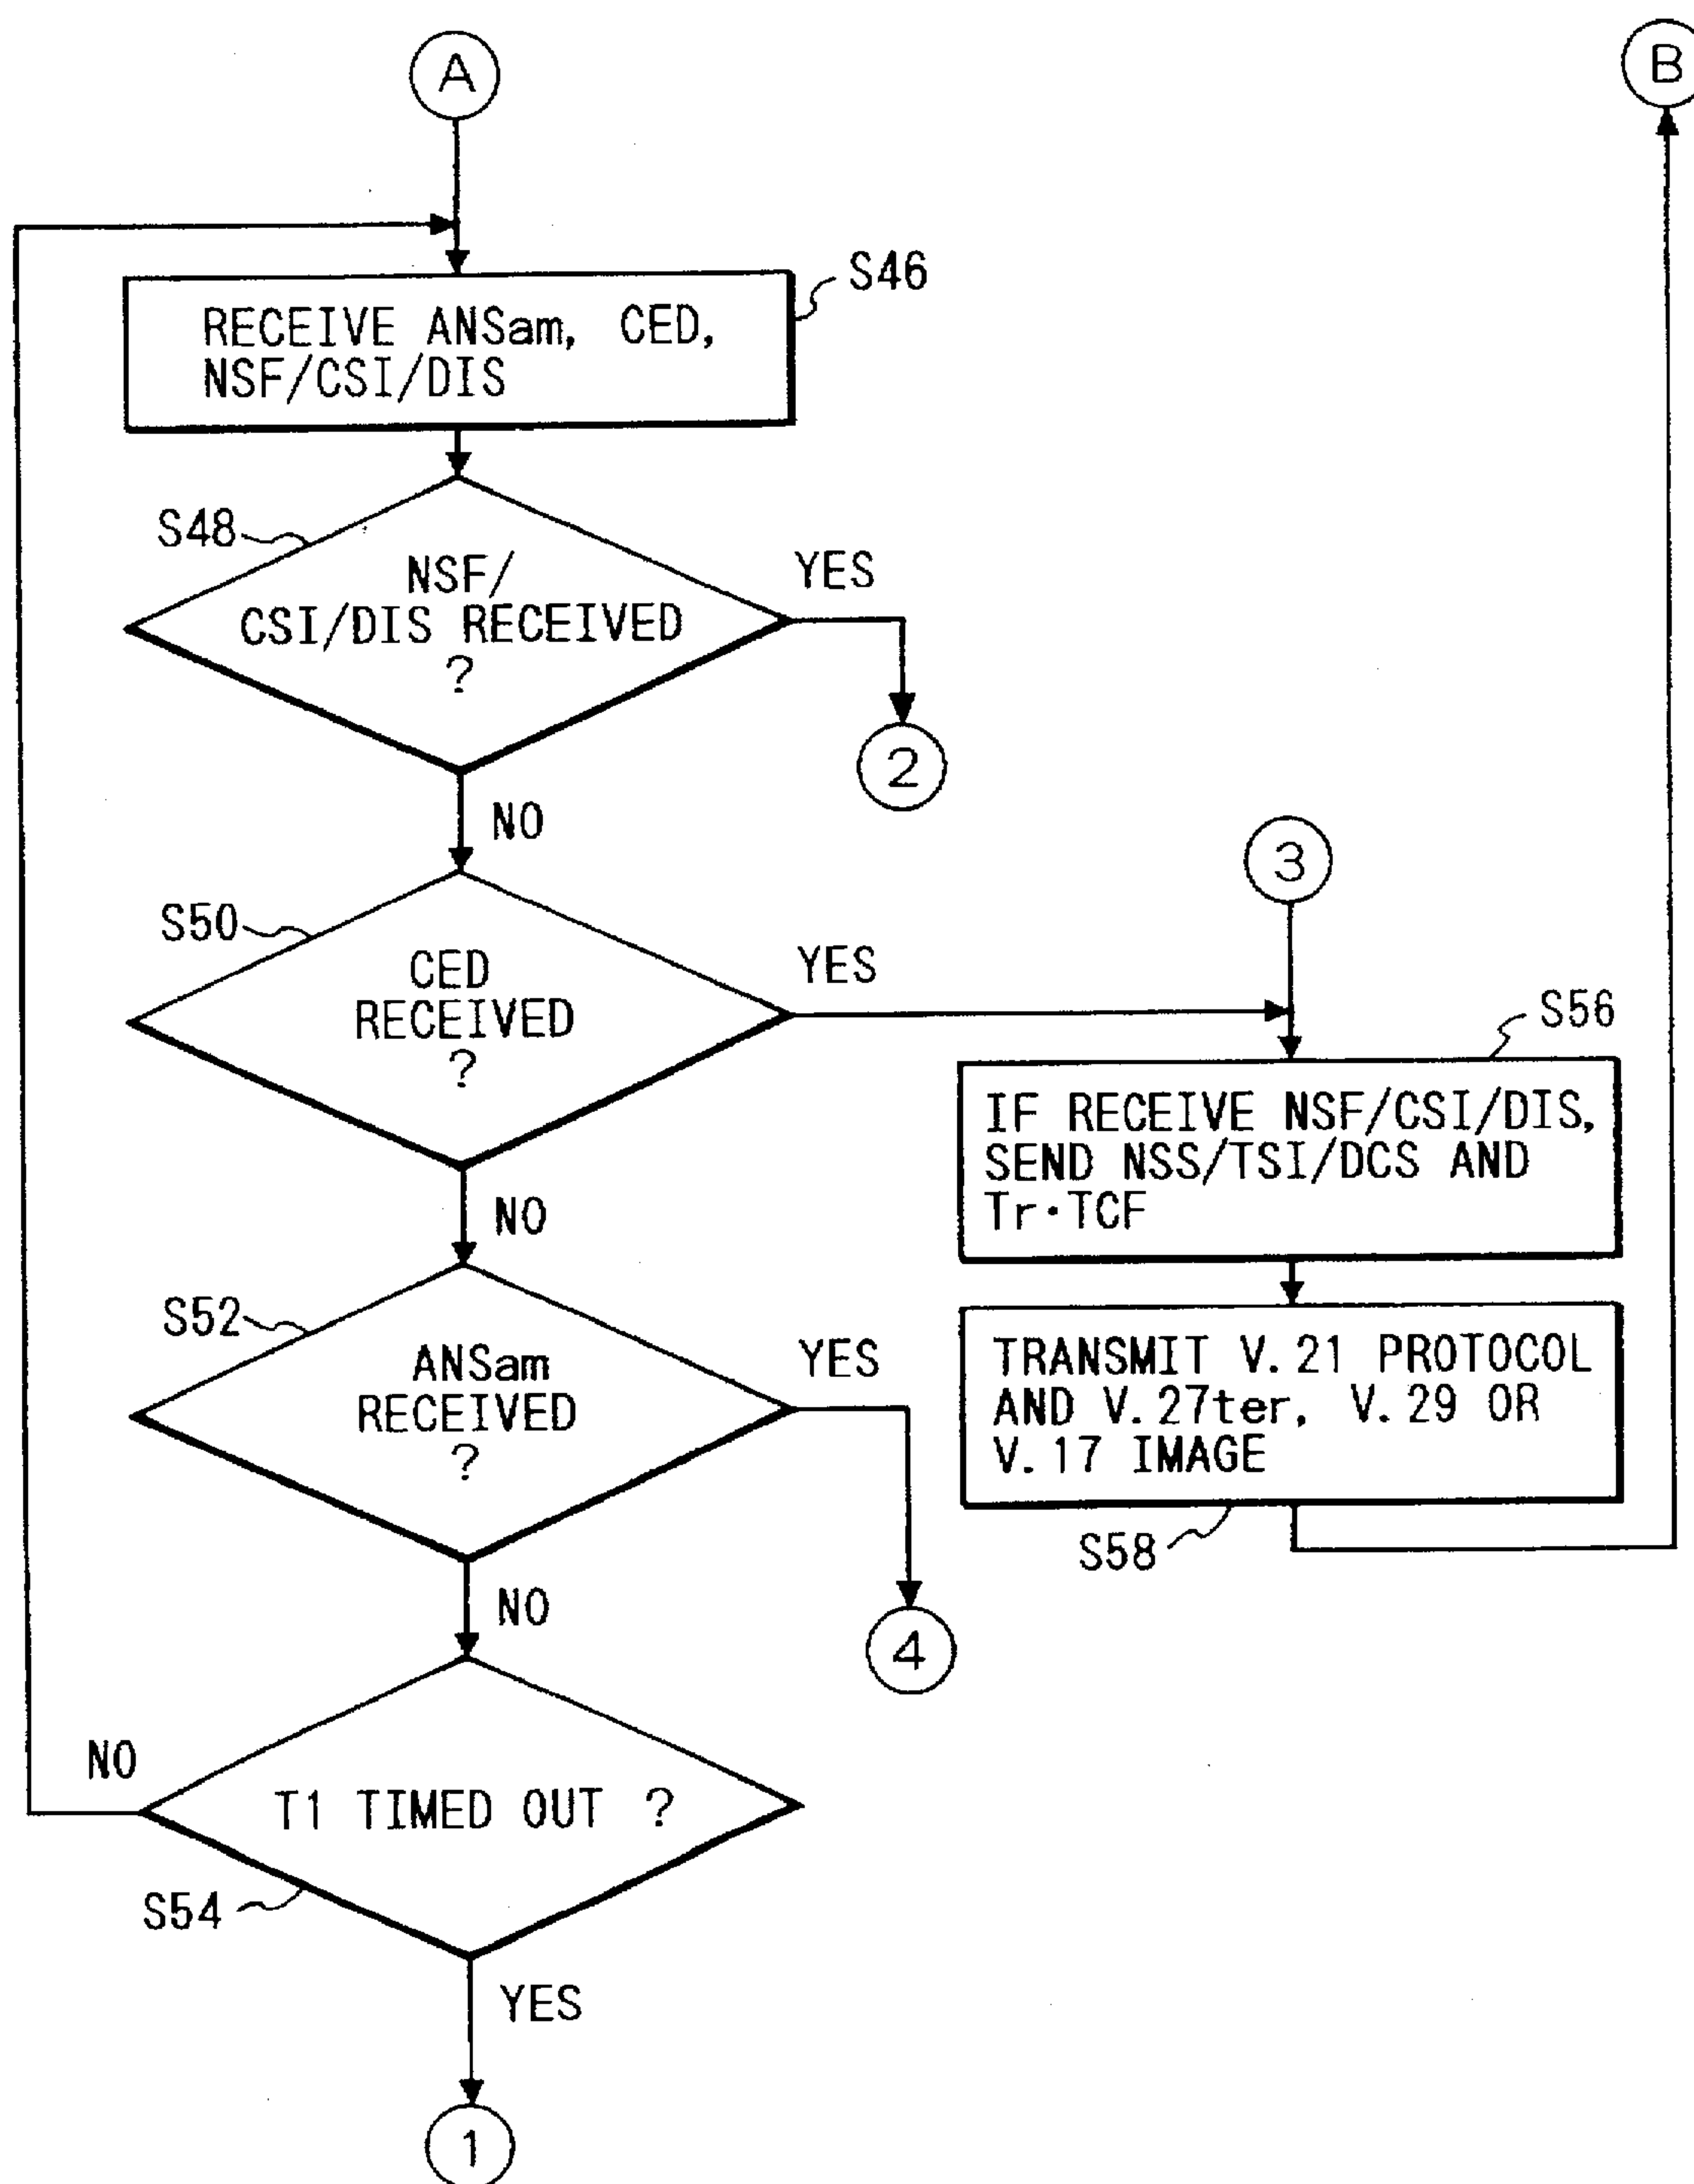 A
B
S46
RECEIVE ANSam, CED,
NSF/CSI/DIS
S48
NSF/
CSI/DIS RECEIVED
?
YES
2
NO
3
S50
CED
RECEIVED
?
YES
S56
IF RECEIVE NSF/CSI/DIS,
SEND NSS/TSI/DCS AND
Tr·TCF
NO
S52
ANSam
RECEIVED
?
YES
TRANSMIT V.21 PROTOCOL
AND V.27ter, V.29 OR
V.17 IMAGE
S58
NO
4
NO
T1 TIMED OUT ?
S54
YES
1